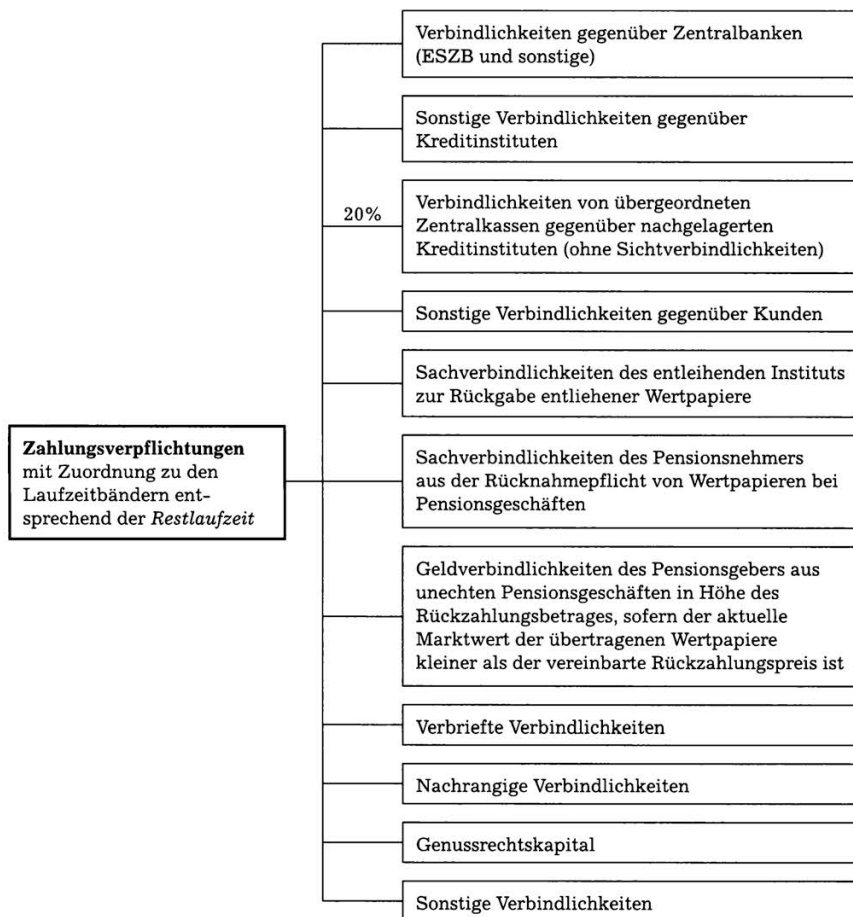 Verbindlichkeiten gegenüber Zentralbanken
(ESZB und sonstige)
Sonstige Verbindlichkeiten gegenüber
Kreditinstituten
20%
Verbindlichkeiten von übergeordneten
Zentralkassen gegenüber nachgelagerten
Kreditinstituten (ohne Sichtverbindlichkeiten)
Sonstige Verbindlichkeiten gegenüber Kunden
Sachverbindlichkeiten des entleihenden Instituts
zur Rückgabe entliehener Wertpapiere
Zahlungsverpflichtungen
mit Zuordnung zu den
Laufzeitbändern ent-
sprechend der Restlaufzeit
Sachverbindlichkeiten des Pensionsnehmers
aus der Rücknahmepflicht von Wertpapieren bei
Pensionsgeschäften
Geldverbindlichkeiten des Pensionsgebers aus
unechten Pensionsgeschäften in Höhe des
Rückzahlungsbetrages, sofern der aktuelle
Marktwert der übertragenen Wertpapiere
kleiner als der vereinbarte Rückzahlungspreis ist
Verbriefte Verbindlichkeiten
Nachrangige Verbindlichkeiten
Genussrechtskapital
Sonstige Verbindlichkeiten